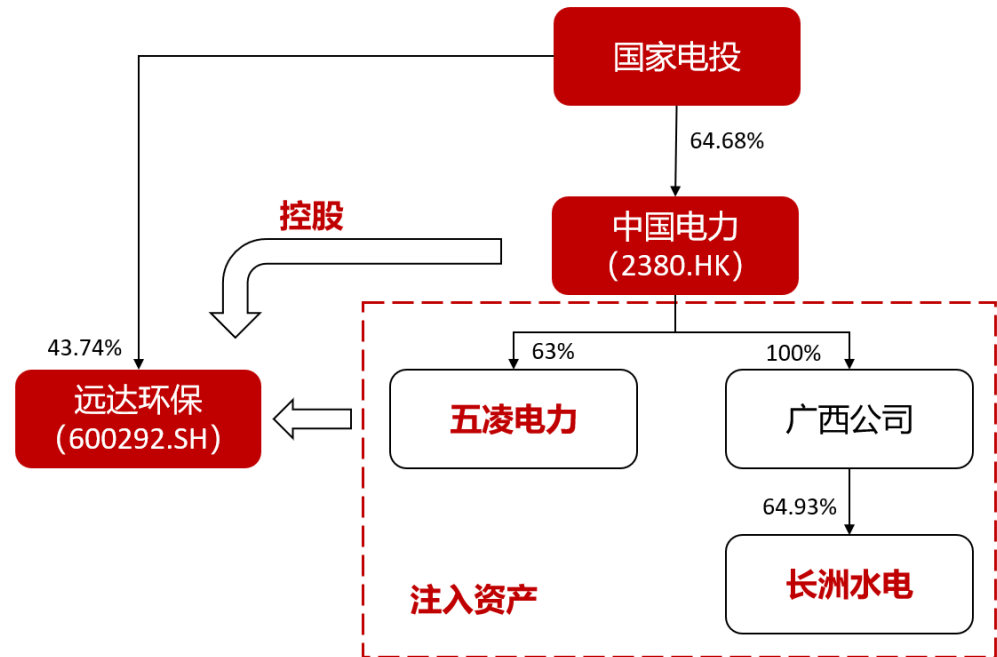 国家电投
64.68%
控股
中国电力
（2380.HK）
43.74%
63%
100%
远达环保
（600292.SH）
五凌电力
广西公司
64.93%
注入资产
长洲水电